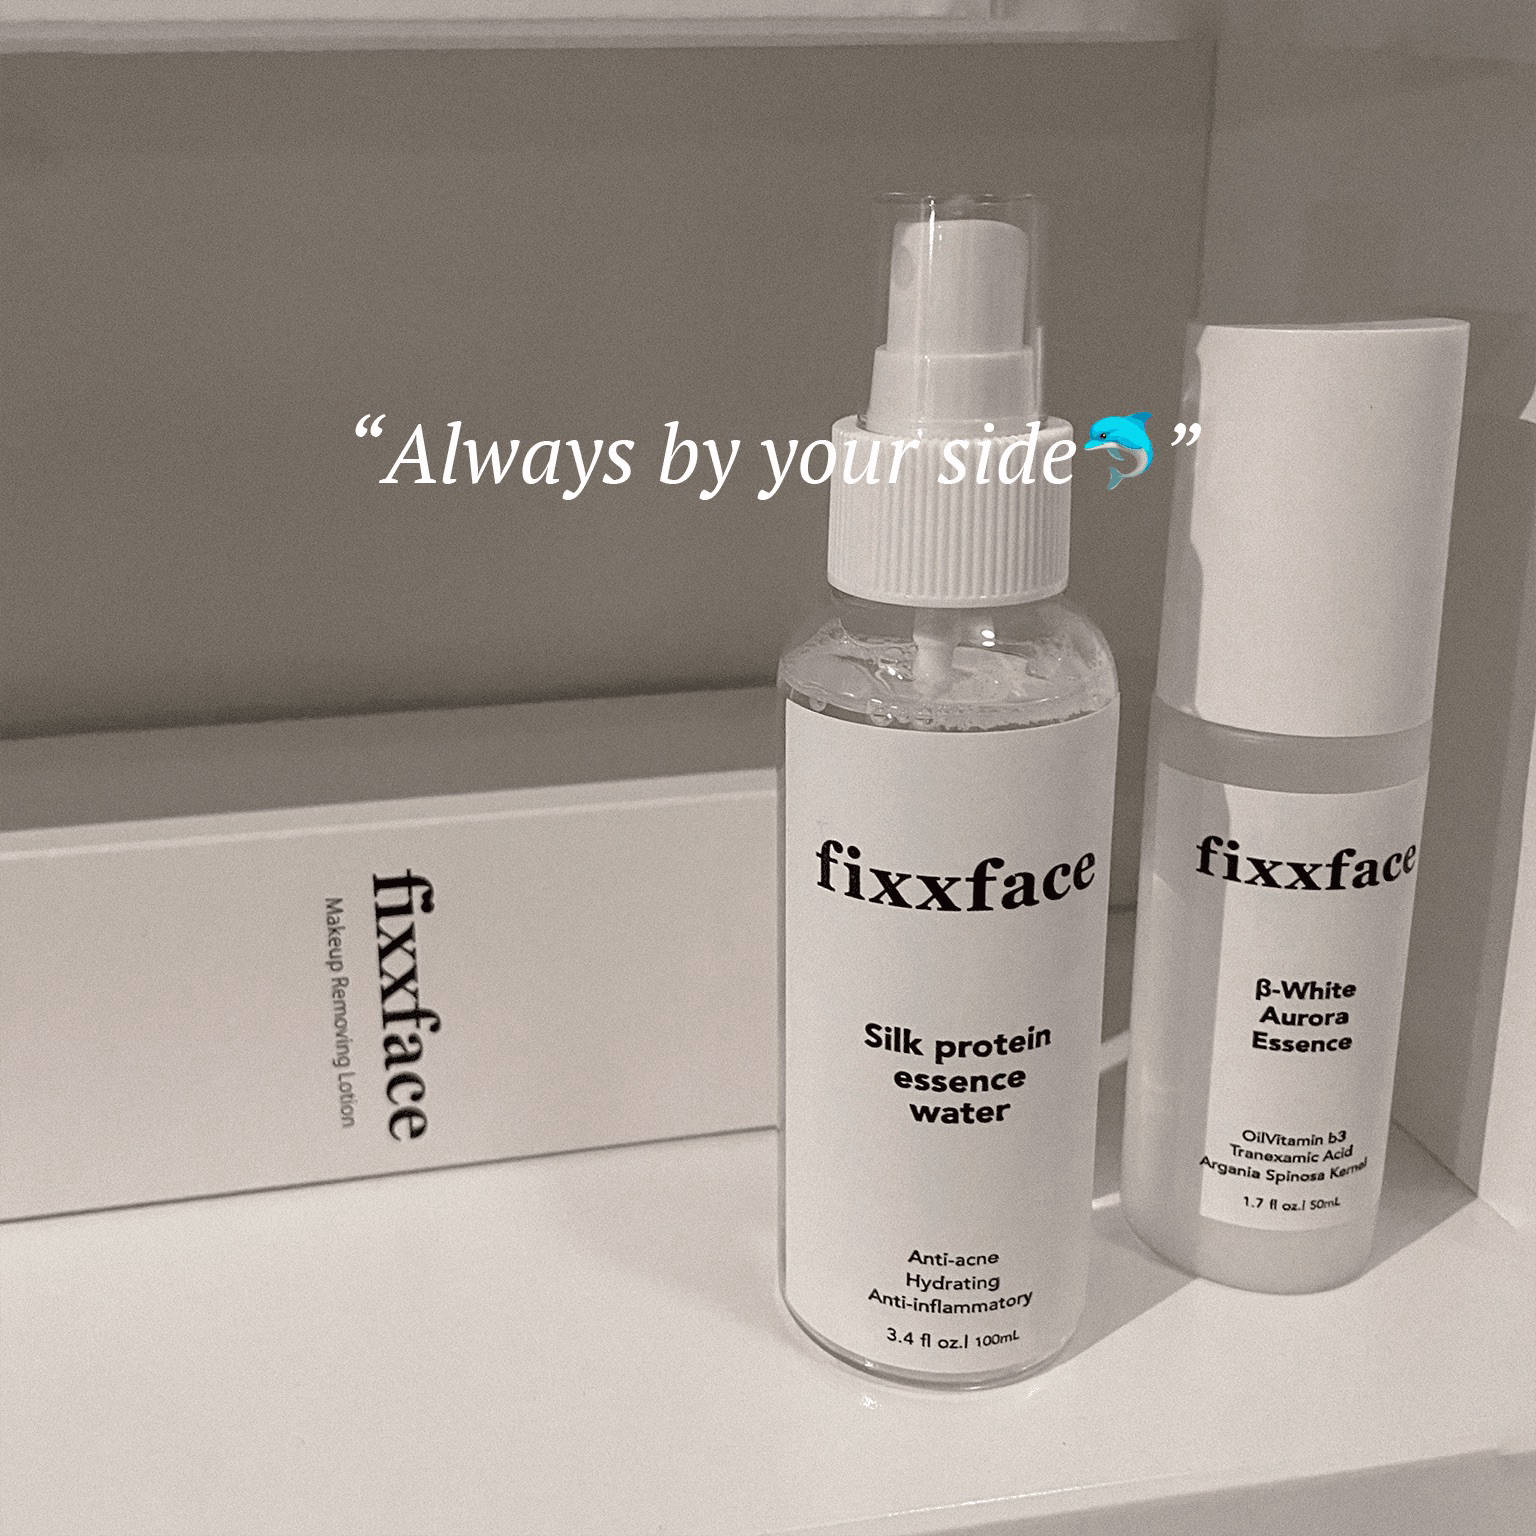 “Always by your side🐬”
fixxface
Makeup Removing Lotion
fixxface
Silk protein
essence
water
Anti-acne
Hydrating
Anti-inflammatory
3.4 fl oz.| 100mL
fixxface
β-White
Aurora
Essence
OilVitamin b3
Tranexamic Acid
Argania Spinosa Kernel
1.7 fl oz.| 50mL